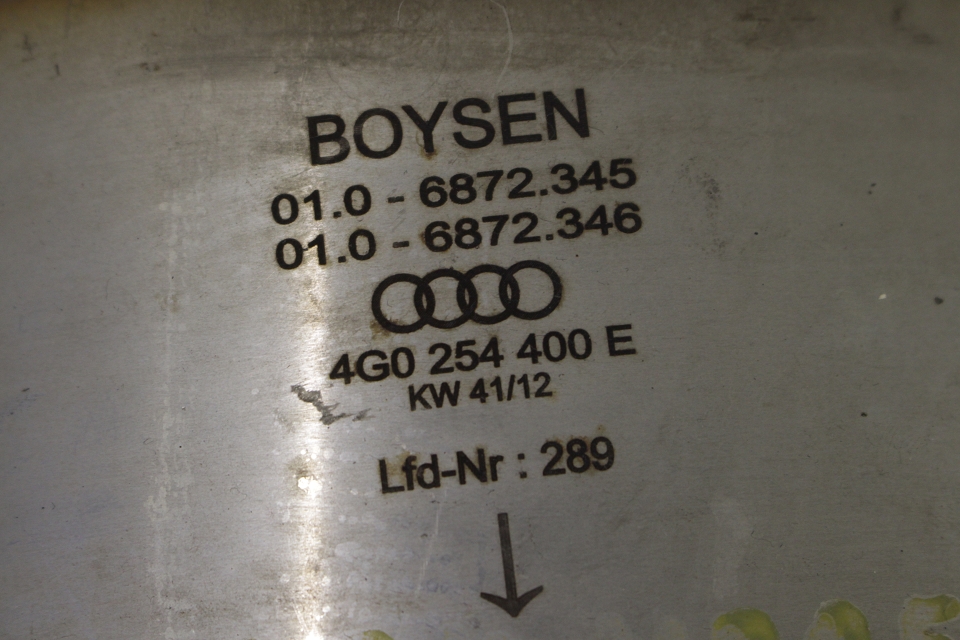 BOYSEN
01.0 - 6872.345
01.0 - 6872.346
4G0 254 400 E
KW 41/12
Lfd-Nr : 289